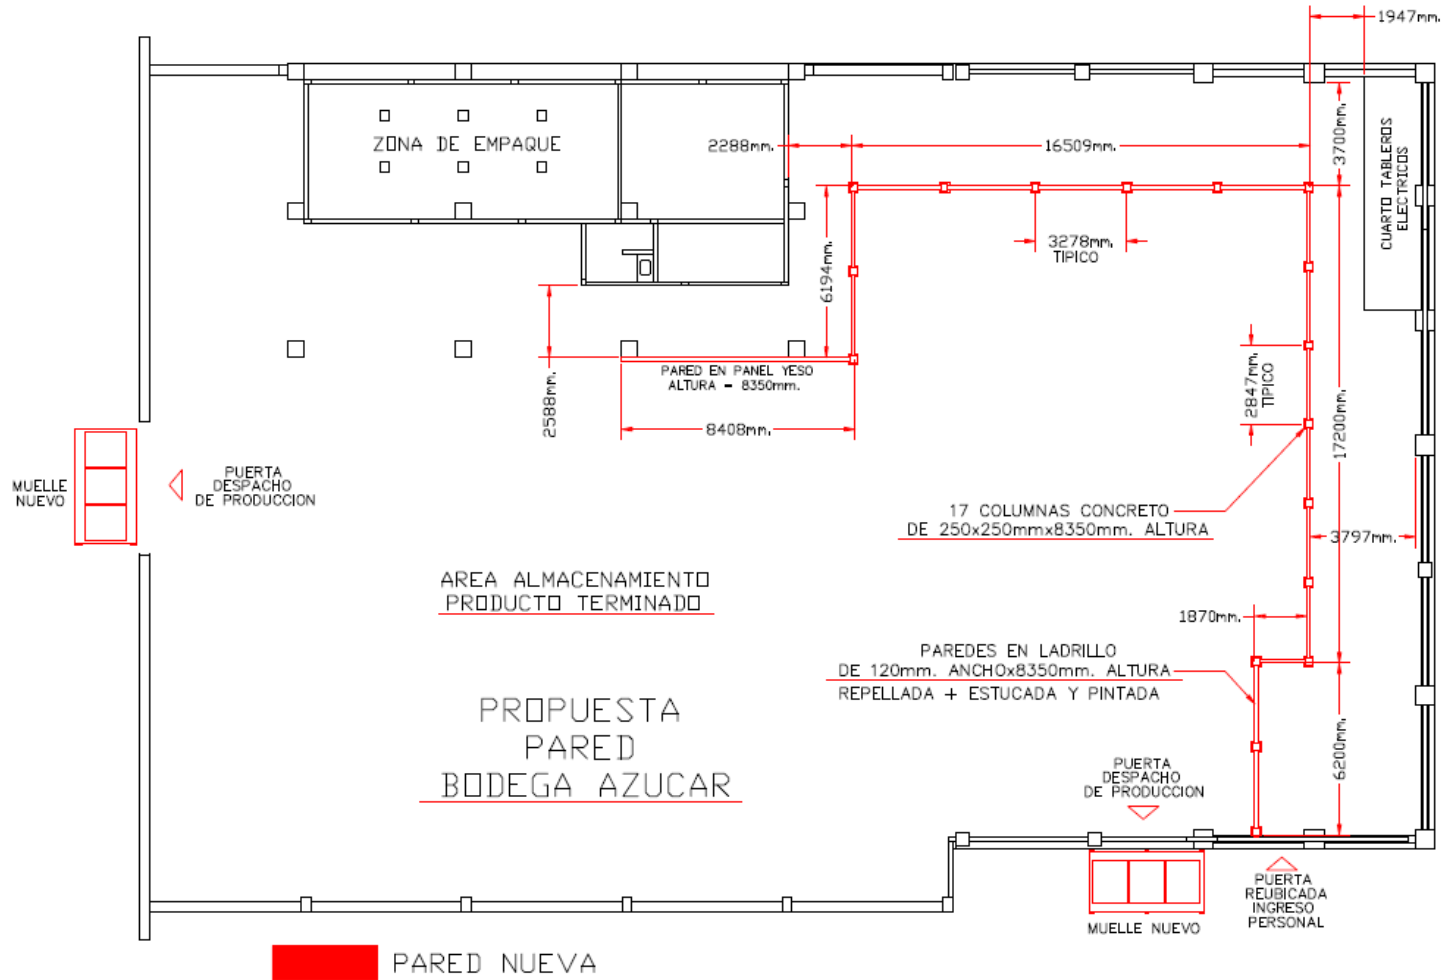 1947mm.
ZONA DE EMPAQUE
2288mm.
16509mm.
3700mm.
CUARTO TABLEROS
ELECTRICOS
3278mm.
TIPICO
6194mm.
2588mm.
PARED EN PANEL YESO
ALTURA - 8350mm.
8408mm.
2847mm.
TIPICO
17200mm.
MUELLE
NUEVO
PUERTA
DESPACHO
DE PRODUCCION
17 COLUMNAS CONCRETO
DE 250x250mmx8350mm. ALTURA
3797mm.
AREA ALMACENAMIENTO
PRODUCTO TERMINADO
1870mm.
PAREDES EN LADRILLO
DE 120mm. ANCHOx8350mm. ALTURA
REPELLADA + ESTUCADA Y PINTADA
PROPUESTA
PARED
BODEGA AZUCAR
6200mm.
PUERTA
DESPACHO
DE PRODUCCION
PUERTA
REUBICADA
INGRESO
PERSONAL
MUELLE NUEVO
PARED NUEVA